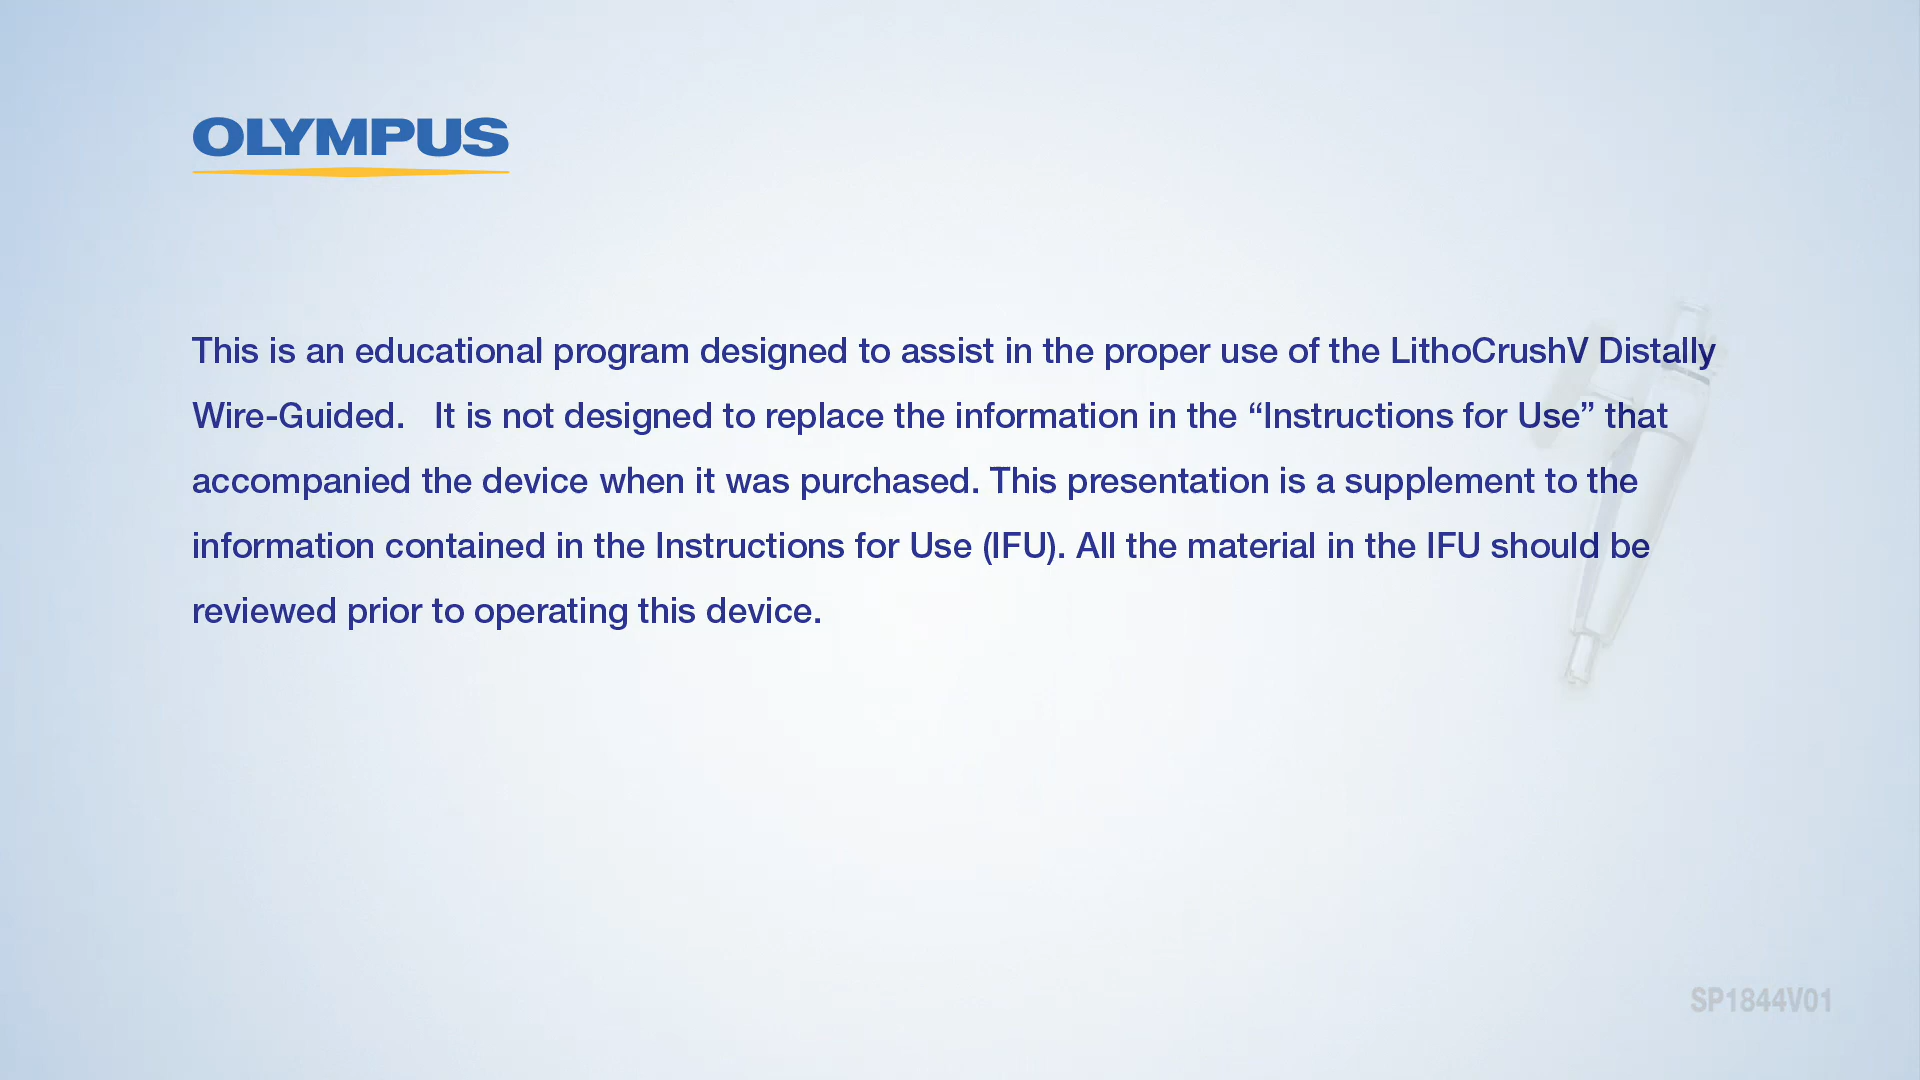 OLYMPUS
This is an educational program designed to assist in the proper use of the LithoCrushV Distally
Wire-Guided.   It is not designed to replace the information in the “Instructions for Use” that
accompanied the device when it was purchased. This presentation is a supplement to the
information contained in the Instructions for Use (IFU). All the material in the IFU should be
reviewed prior to operating this device.
SP1844V01